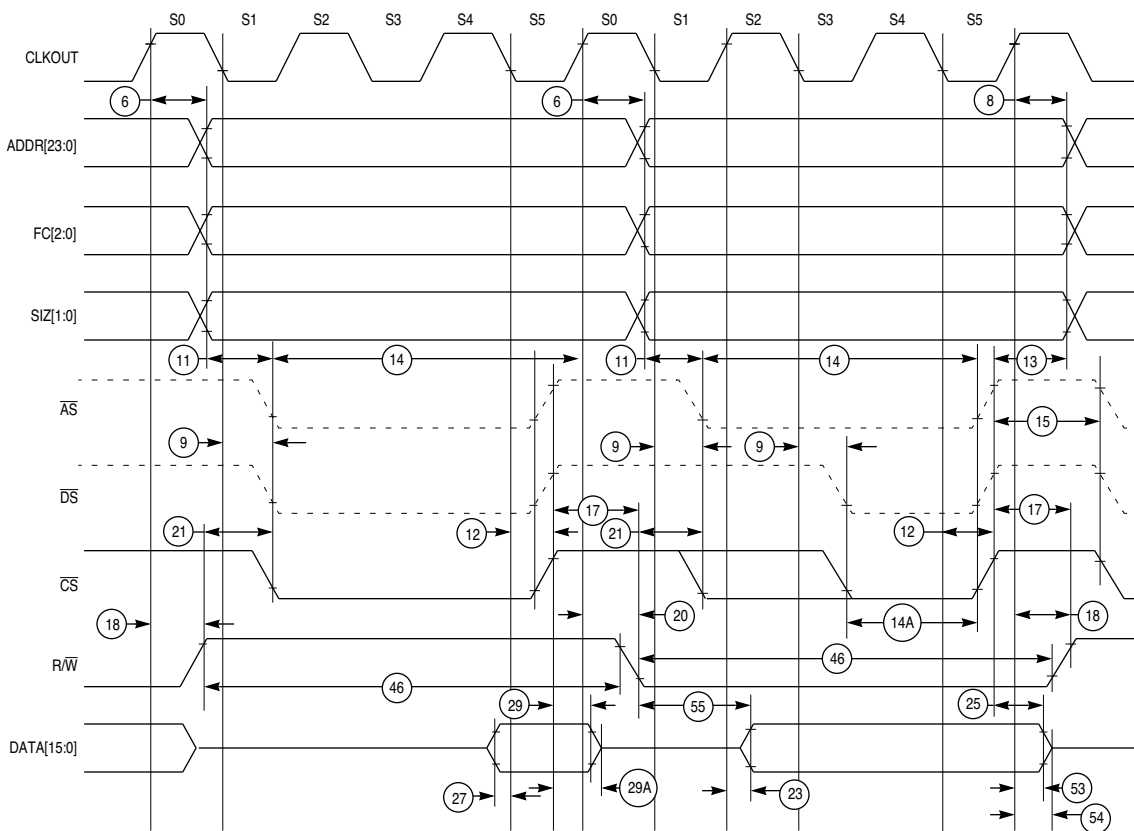 S0 S1 S2 S3 S4 S5 S0 S1 S2 S3 S4 S5
CLKOUT
6 6 8
ADDR[23:0]
FC[2:0]
SIZ[1:0]
11 14 11 14 13
AS
15
9 9 9
DS
17 17
21 12 21 12
CS
18 20 14A 18
R/W
46 46
29 55 25
DATA[15:0]
27 29A 23 53
54